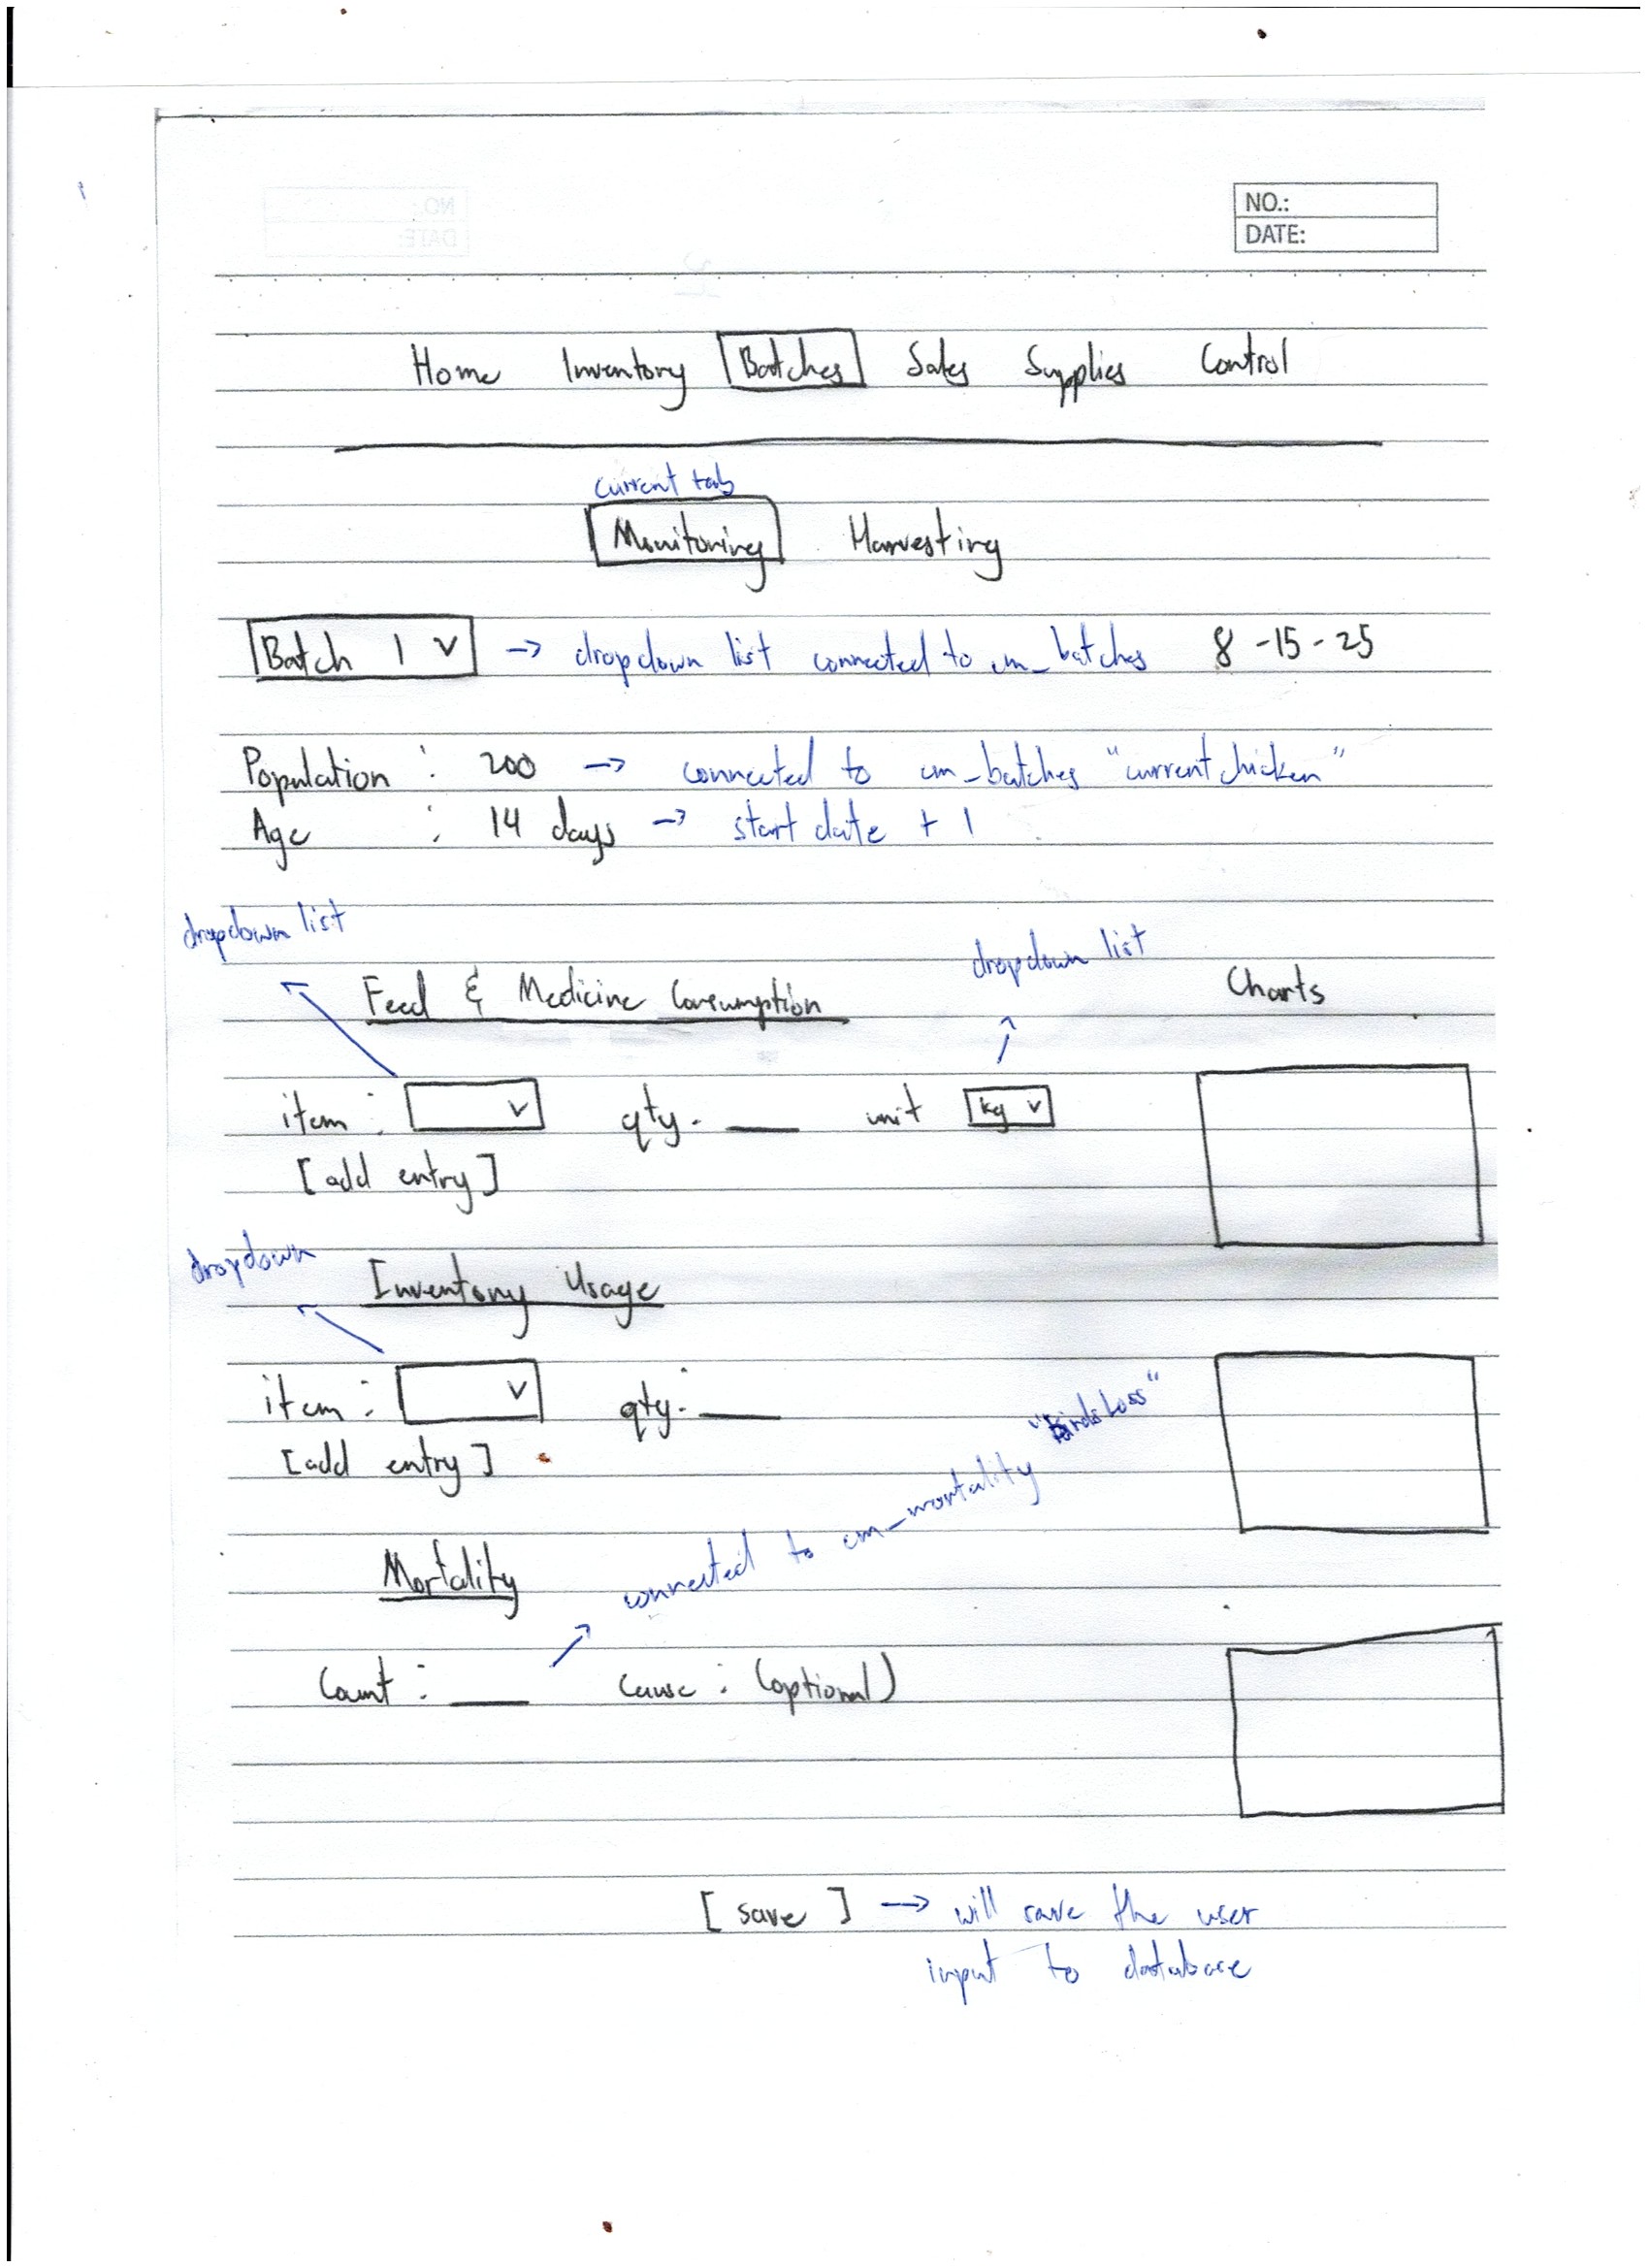 NO.:
DATE:
Home Inventory Batches Sales Supplies Control
current tab
Monitoring Harvesting
Batch 1 v → dropdown list connected to cm_batches 8-15-25
Population : 200 → connected to cm_batches "current chicken"
Age : 14 days → start date + 1
dropdown list
dropdown list
Feed & Medicine Consumption Charts
item : v qty. unit kg v
[add entry]
dropdown
Inventory Usage
item : v qty:
[add entry]
connected to cm_mortality "Birds Loss"
Mortality
Count : cause : (optional)
[save] → will save the user
input to database